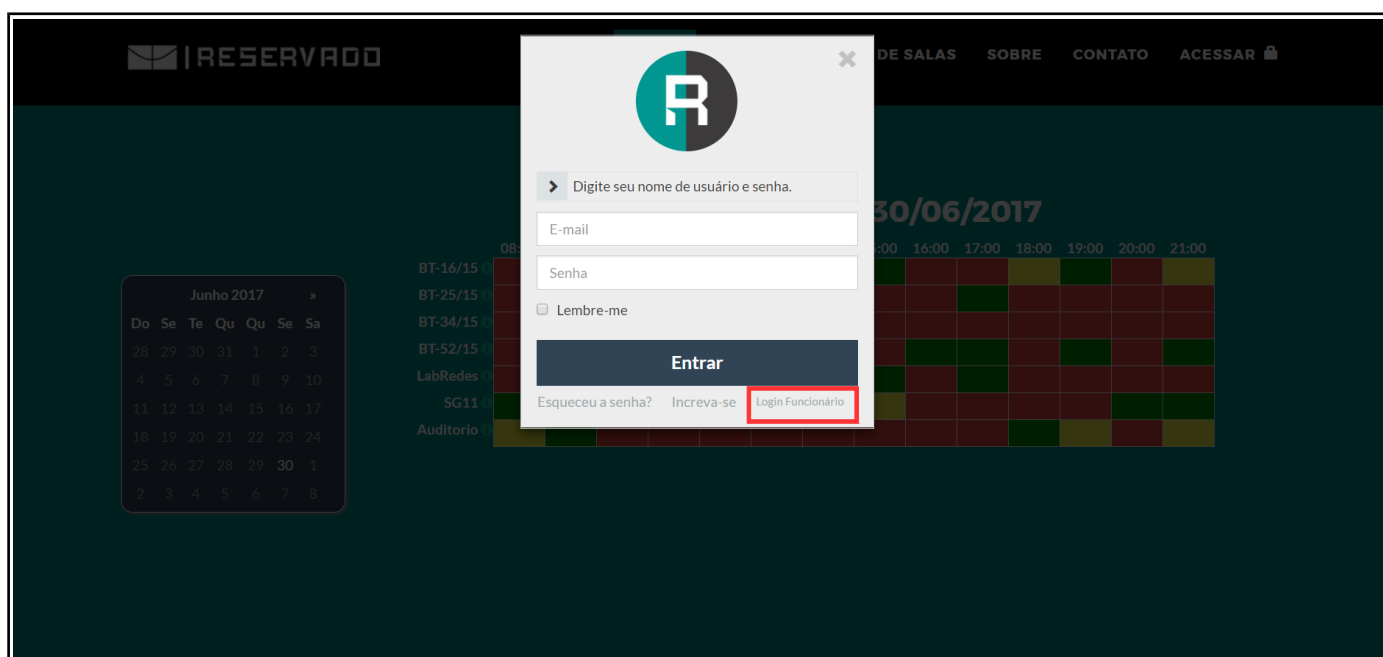 RESERVADO
DE SALAS SOBRE CONTATO ACESSAR
R
Digite seu nome de usuário e senha.
E-mail
Senha
Lembre-me
Entrar
Esqueceu a senha? Increva-se Login Funcionário
30/06/2017
08: :00 16:00 17:00 18:00 19:00 20:00 21:00
BT-16/15
BT-25/15
BT-34/15
BT-52/15
LabRedes
SG11
Auditorio
Junho 2017 »
Do Se Te Qu Qu Se Sa
28 29 30 31 1 2 3
4 5 6 7 8 9 10
11 12 13 14 15 16 17
18 19 20 21 22 23 24
25 26 27 28 29 30 1
2 3 4 5 6 7 8